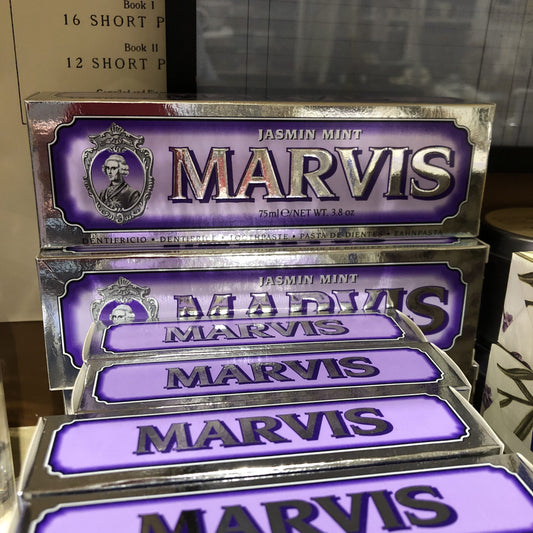 Book I
16 SHORT P
Book II
12 SHORT P
JASMIN MINT
MARVIS
75ml e/NET WT. 3.8 oz
DENTIFRICIO • DENTIFRICE • TOOTHPASTE • PASTA DE DIENTES • ZAHNPASTA
JASMIN MINT
MARVIS
MARVIS
MARVIS
MARVIS
MARVIS